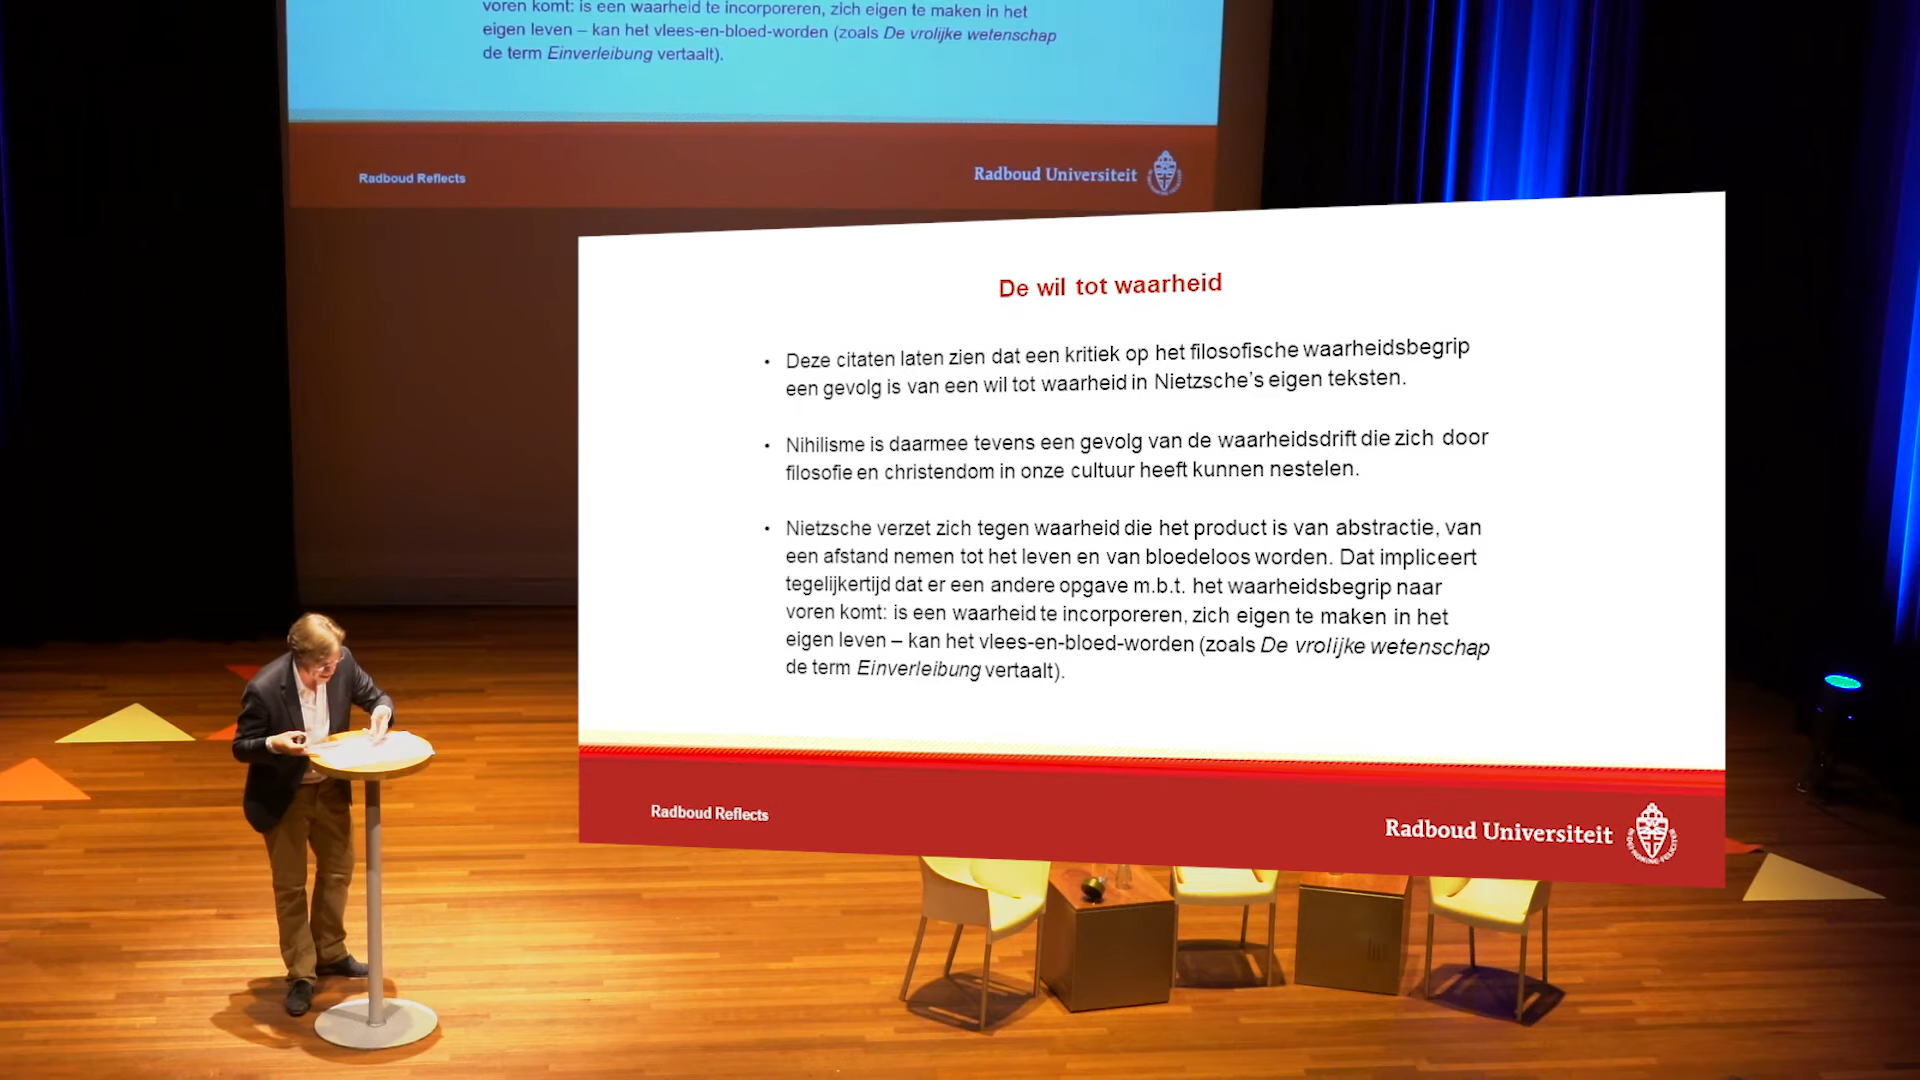 voren komt: is een waarheid te incorporeren, zich eigen te maken in het
eigen leven – kan het vlees-en-bloed-worden (zoals De vrolijke wetenschap
de term Einverleibung vertaalt).
Radboud Reflects
Radboud Universiteit
De wil tot waarheid
• Deze citaten laten zien dat een kritiek op het filosofische waarheidsbegrip
een gevolg is van een wil tot waarheid in Nietzsche’s eigen teksten.
• Nihilisme is daarmee tevens een gevolg van de waarheidsdrift die zich door
filosofie en christendom in onze cultuur heeft kunnen nestelen.
• Nietzsche verzet zich tegen waarheid die het product is van abstractie, van
een afstand nemen tot het leven en van bloedeloos worden. Dat impliceert
tegelijkertijd dat er een andere opgave m.b.t. het waarheidsbegrip naar
voren komt: is een waarheid te incorporeren, zich eigen te maken in het
eigen leven – kan het vlees-en-bloed-worden (zoals De vrolijke wetenschap
de term Einverleibung vertaalt).
Radboud Reflects
Radboud Universiteit